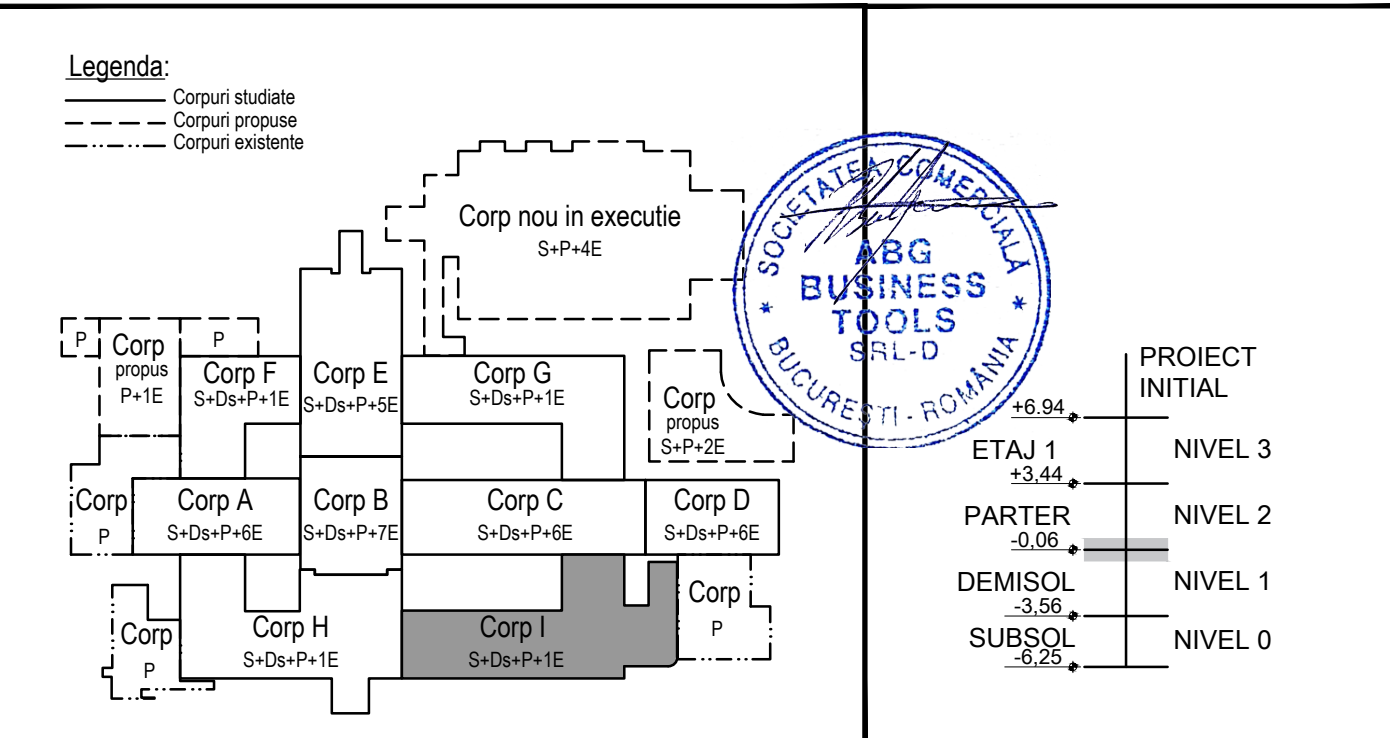 Legenda:
Corpuri studiate
Corpuri propuse
Corpuri existente
Corp nou in executie
S+P+4E
P
Corp
propus
P+1E
P
Corp F
S+Ds+P+1E
Corp E
S+Ds+P+5E
Corp G
S+Ds+P+1E
Corp
propus
S+P+2E
Corp
P
Corp A
S+Ds+P+6E
Corp B
S+Ds+P+7E
Corp C
S+Ds+P+6E
Corp D
S+Ds+P+6E
Corp
P
Corp H
S+Ds+P+1E
Corp I
S+Ds+P+1E
Corp
P
SOCIETATEA COMERCIALĂ
ABG
BUSINESS
TOOLS
SRL-D
* BUCUREȘTI - ROMÂNIA *
PROIECT
INITIAL
+6.94
ETAJ 1
NIVEL 3
+3,44
PARTER
NIVEL 2
-0,06
DEMISOL
NIVEL 1
-3,56
SUBSOL
NIVEL 0
-6,25